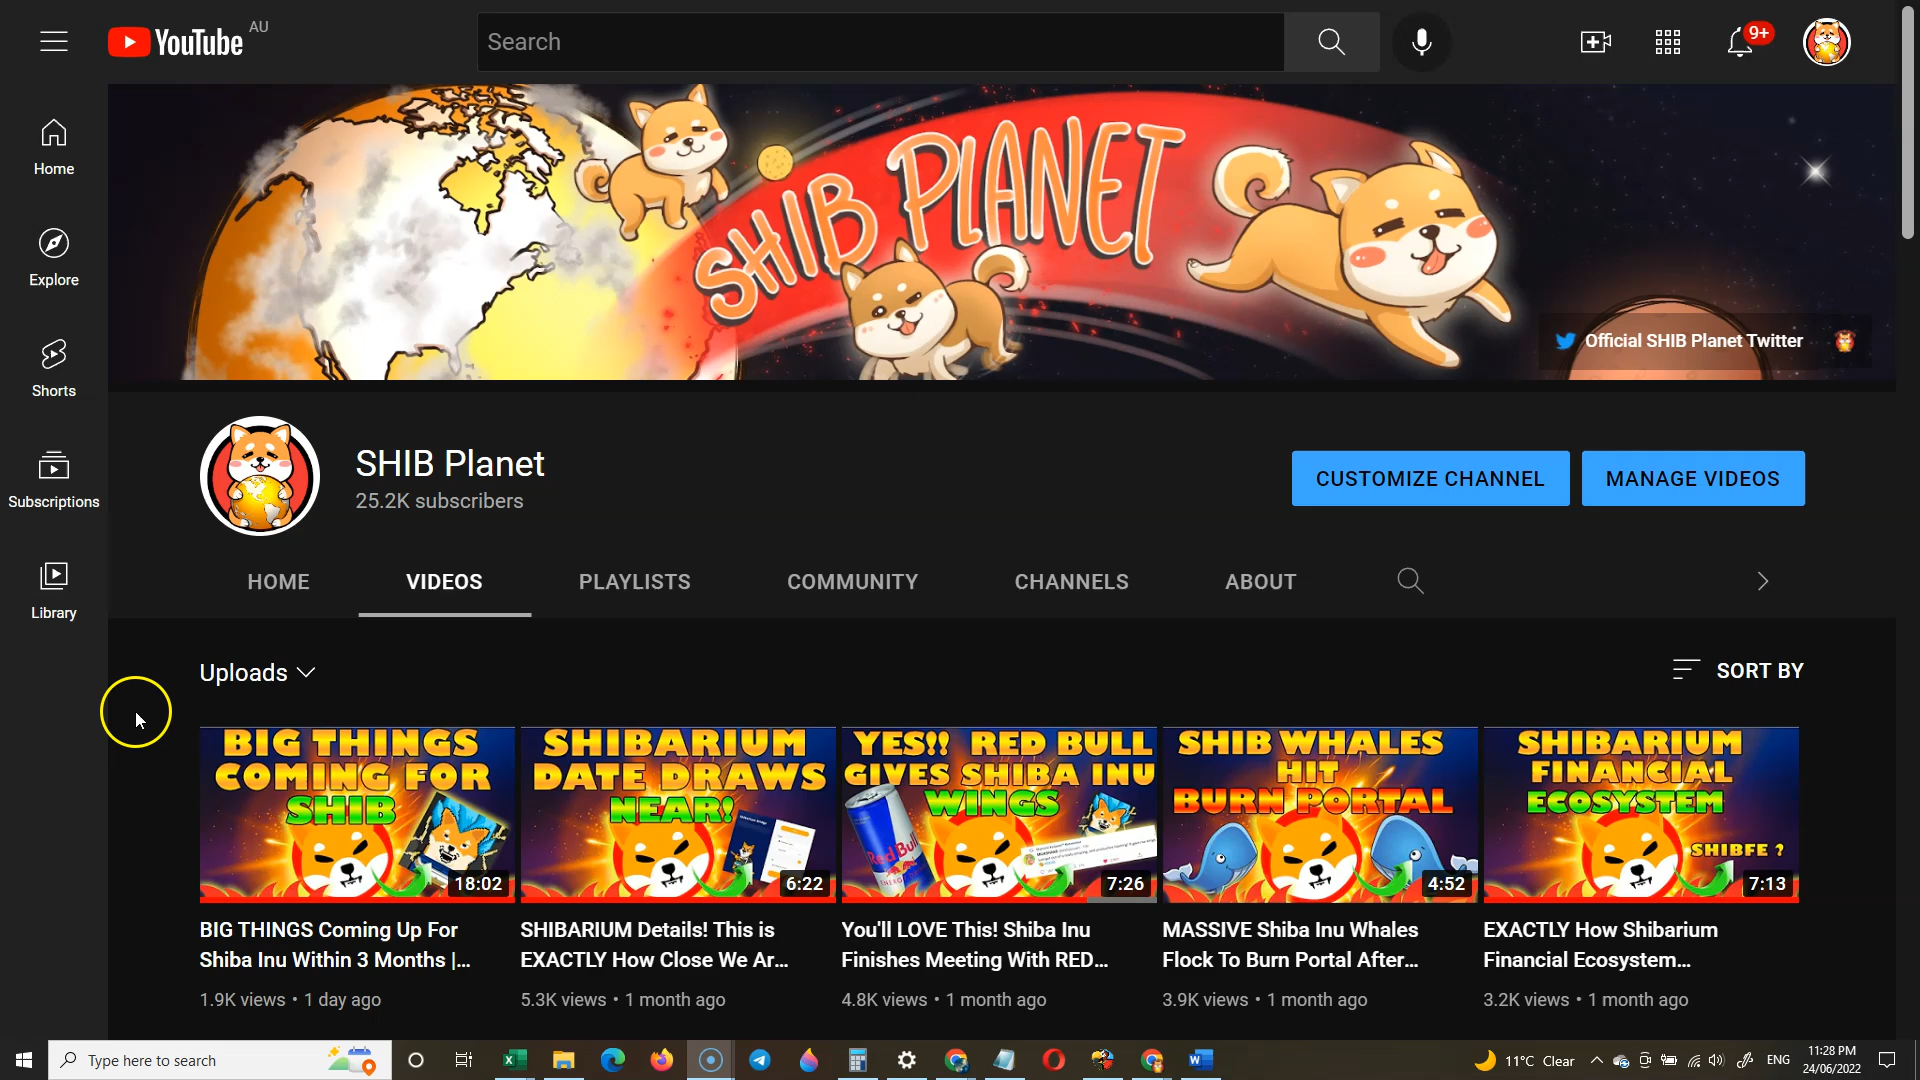 YouTube AU
Search
9+
Home
Explore
Shorts
Subscriptions
Library
SHIB PLANET
Official SHIB Planet Twitter
SHIB Planet
25.2K subscribers
CUSTOMIZE CHANNEL
MANAGE VIDEOS
HOME
VIDEOS
PLAYLISTS
COMMUNITY
CHANNELS
ABOUT
Uploads
SORT BY
BIG THINGS
COMING FOR
SHIB
18:02
SHIBARIUM
DATE DRAWS
NEAR!
6:22
YES!! RED BULL
GIVES SHIBA INU
WINGS
Red Bull
7:26
SHIB WHALES
HIT
BURN PORTAL
4:52
SHIBARIUM
FINANCIAL
ECOSYSTEM
SHIBFE ?
7:13
BIG THINGS Coming Up For
Shiba Inu Within 3 Months |...
1.9K views • 1 day ago
SHIBARIUM Details! This is
EXACTLY How Close We Ar...
5.3K views • 1 month ago
You'll LOVE This! Shiba Inu
Finishes Meeting With RED...
4.8K views • 1 month ago
MASSIVE Shiba Inu Whales
Flock To Burn Portal After...
3.9K views • 1 month ago
EXACTLY How Shibarium
Financial Ecosystem...
3.2K views • 1 month ago
Type here to search
11°C Clear
ENG
11:28 PM
24/06/2022